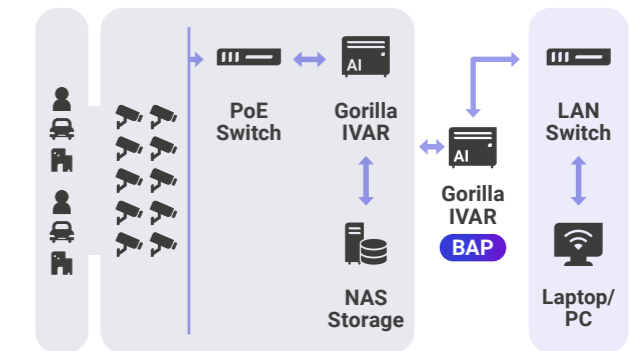 AI
PoE
Switch
Gorilla
IVAR
NAS
Storage
AI
Gorilla
IVAR
BAP
LAN
Switch
Laptop/
PC